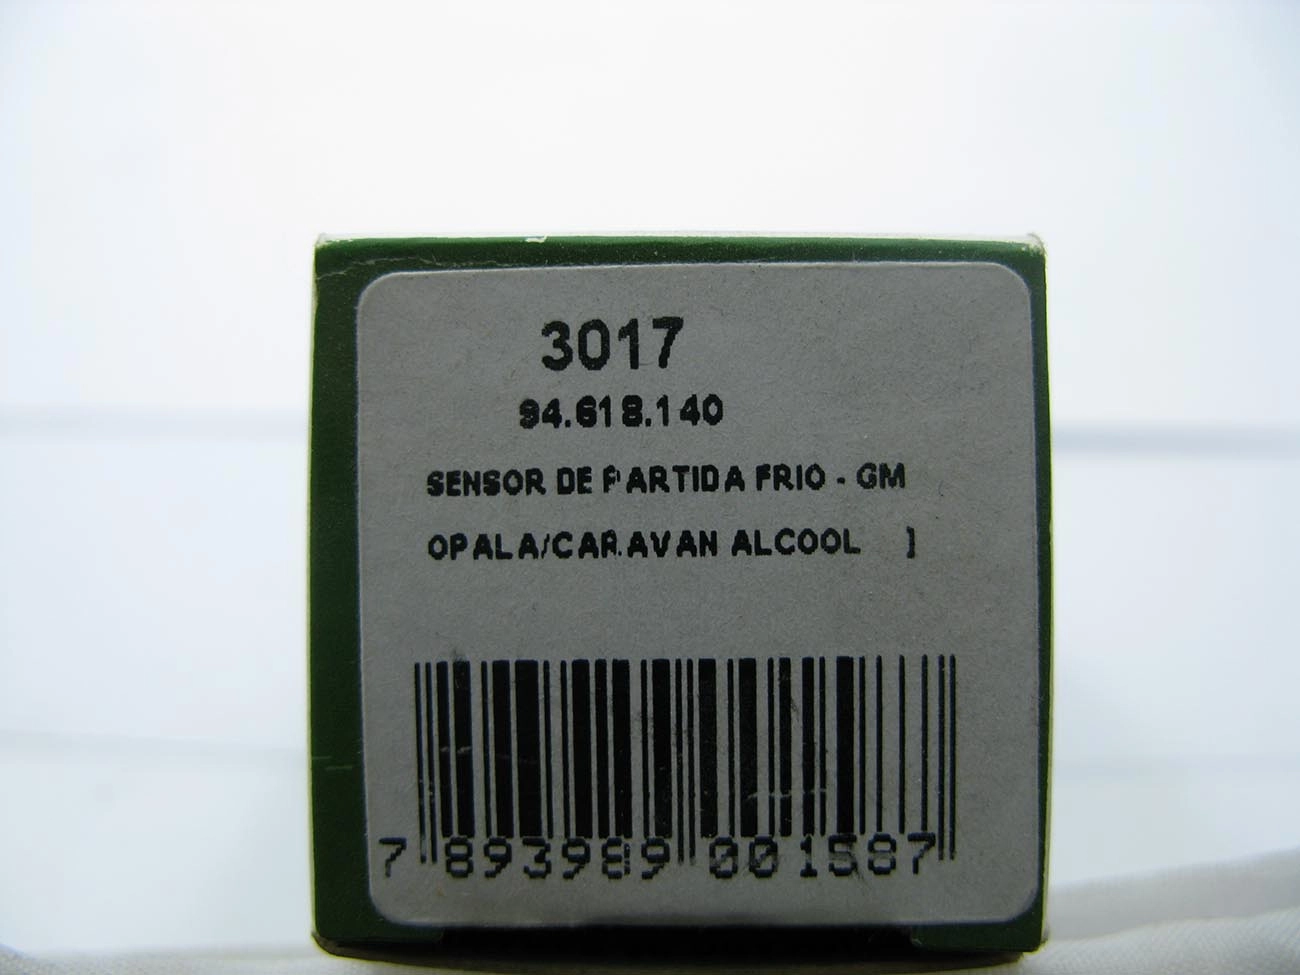 3017
94.618.140
SENSOR DE PARTIDA FRIO - GM
OPALA/CARAVAN ALCOOL ]
7 893989 001587